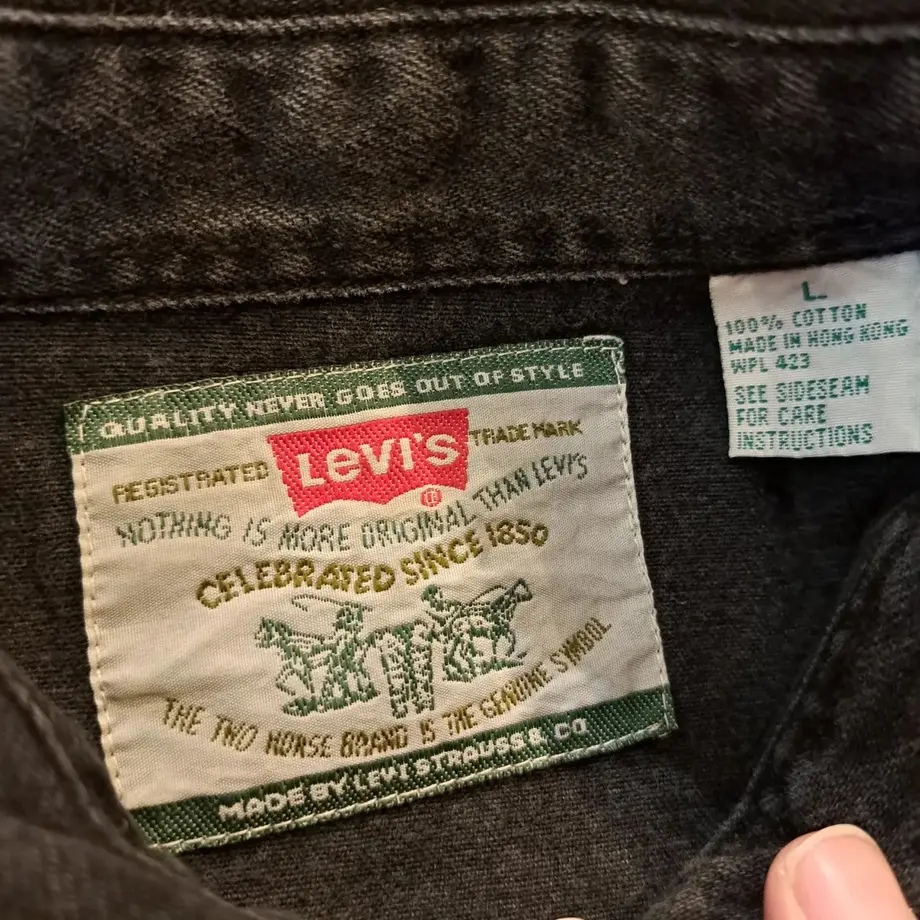 QUALITY NEVER GOES OUT OF STYLE
REGISTRATED LEVI'S TRADE MARK
®
NOTHING IS MORE ORIGINAL THAN LEVI'S
CELEBRATED SINCE 1850
THE TWO HORSE BRAND IS THE GENUINE SYMBOL
MADE BY LEVI STRAUSS & CO
L
100% COTTON
MADE IN HONG KONG
WPL 423
SEE SIDESEAM
FOR CARE
INSTRUCTIONS